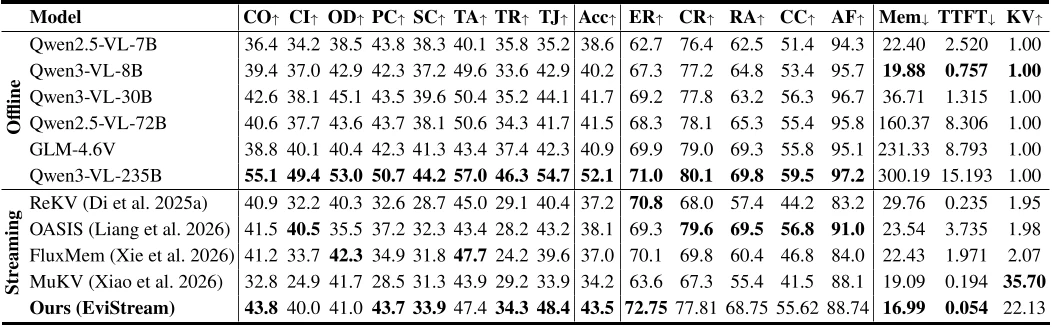 Model CO↑ CI↑ OD↑ PC↑ SC↑ TA↑ TR↑ TJ↑ Acc↑ ER↑ CR↑ RA↑ CC↑ AF↑ Mem↓ TTFT↓ KV↑
Offline
Qwen2.5-VL-7B 36.4 34.2 38.5 43.8 38.3 40.1 35.8 35.2 38.6 62.7 76.4 62.5 51.4 94.3 22.40 2.520 1.00
Qwen3-VL-8B 39.4 37.0 42.9 42.3 37.2 49.6 33.6 42.9 40.2 67.3 77.2 64.8 53.4 95.7 19.88 0.757 1.00
Qwen3-VL-30B 42.6 38.1 45.1 43.5 39.6 50.4 35.2 44.1 41.7 69.2 77.8 63.2 56.3 96.7 36.71 1.315 1.00
Qwen2.5-VL-72B 40.6 37.7 43.6 43.7 38.1 50.6 34.3 41.7 41.5 68.3 78.1 65.3 55.4 95.8 160.37 8.306 1.00
GLM-4.6V 38.8 40.1 40.4 42.3 41.3 43.4 37.4 42.3 40.9 69.9 79.0 69.3 55.8 95.1 231.33 8.793 1.00
Qwen3-VL-235B 55.1 49.4 53.0 50.7 44.2 57.0 46.3 54.7 52.1 71.0 80.1 69.8 59.5 97.2 300.19 15.193 1.00
Streaming
ReKV (Di et al. 2025a) 40.9 32.2 40.3 32.6 28.7 45.0 29.1 40.4 37.2 70.8 68.0 57.4 44.2 83.2 29.76 0.235 1.95
OASIS (Liang et al. 2026) 41.5 40.5 35.5 37.2 32.3 43.4 28.2 43.2 38.1 69.3 79.6 69.5 56.8 91.0 23.54 3.735 1.98
FluxMem (Xie et al. 2026) 41.2 33.7 42.3 34.9 31.8 47.7 24.2 39.6 37.0 70.1 69.8 60.4 46.8 84.0 22.43 1.971 2.07
MuKV (Xiao et al. 2026) 32.8 24.9 41.7 28.5 31.3 43.9 29.2 33.9 34.2 63.6 67.3 55.4 41.5 88.1 19.09 0.194 35.70
Ours (EviStream) 43.8 40.0 41.0 43.7 33.9 47.4 34.3 48.4 43.5 72.75 77.81 68.75 55.62 88.74 16.99 0.054 22.13